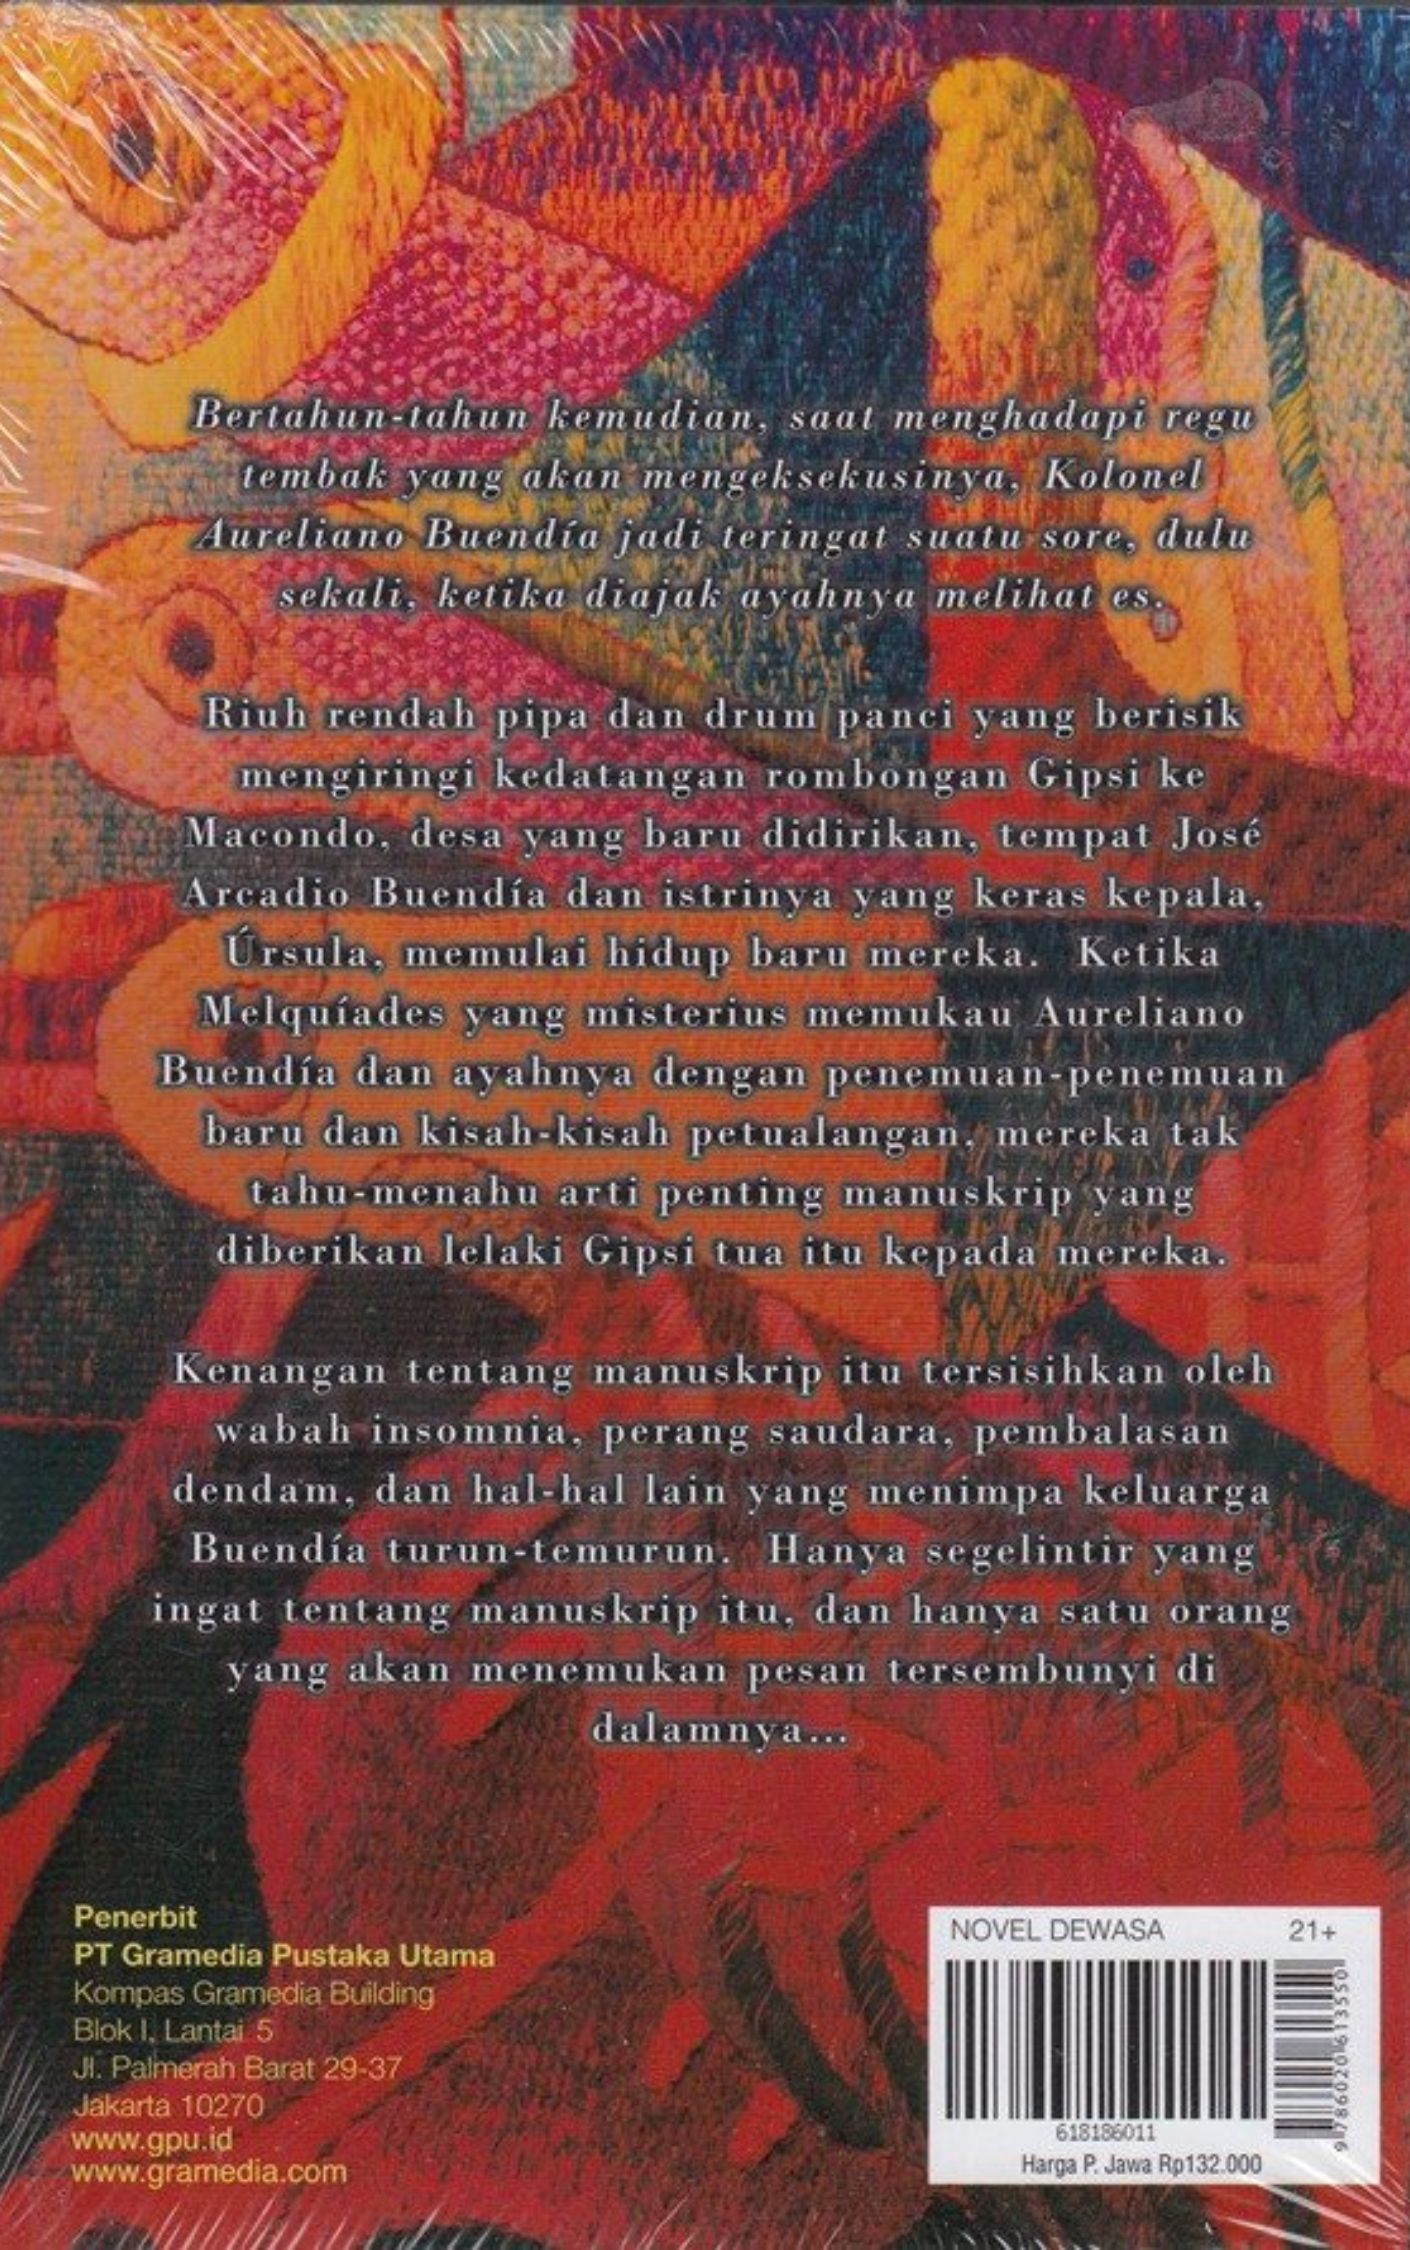 Bertahun-tahun kemudian, saat menghadapi regu
tembak yang akan mengeksekusinya, Kolonel
Aureliano Buendía jadi teringat suatu sore, dulu
sekali, ketika diajak ayahnya melihat es.
Riuh rendah pipa dan drum panci yang berisik
mengiringi kedatangan rombongan Gipsi ke
Macondo, desa yang baru didirikan, tempat José
Arcadio Buendía dan istrinya yang keras kepala,
Úrsula, memulai hidup baru mereka. Ketika
Melquíades yang misterius memukau Aureliano
Buendía dan ayahnya dengan penemuan-penemuan
baru dan kisah-kisah petualangan, mereka tak
tahu-menahu arti penting manuskrip yang
diberikan lelaki Gipsi tua itu kepada mereka.
Kenangan tentang manuskrip itu tersisihkan oleh
wabah insomnia, perang saudara, pembalasan
dendam, dan hal-hal lain yang menimpa keluarga
Buendía turun-temurun. Hanya segelintir yang
ingat tentang manuskrip itu, dan hanya satu orang
yang akan menemukan pesan tersembunyi di
dalamnya...
Penerbit
PT Gramedia Pustaka Utama
Kompas Gramedia Building
Blok I, Lantai 5
Jl. Palmerah Barat 29-37
Jakarta 10270
www.gpu.id
www.gramedia.com
NOVEL DEWASA 21+
9 786020 613550
618186011
Harga P. Jawa Rp132.000